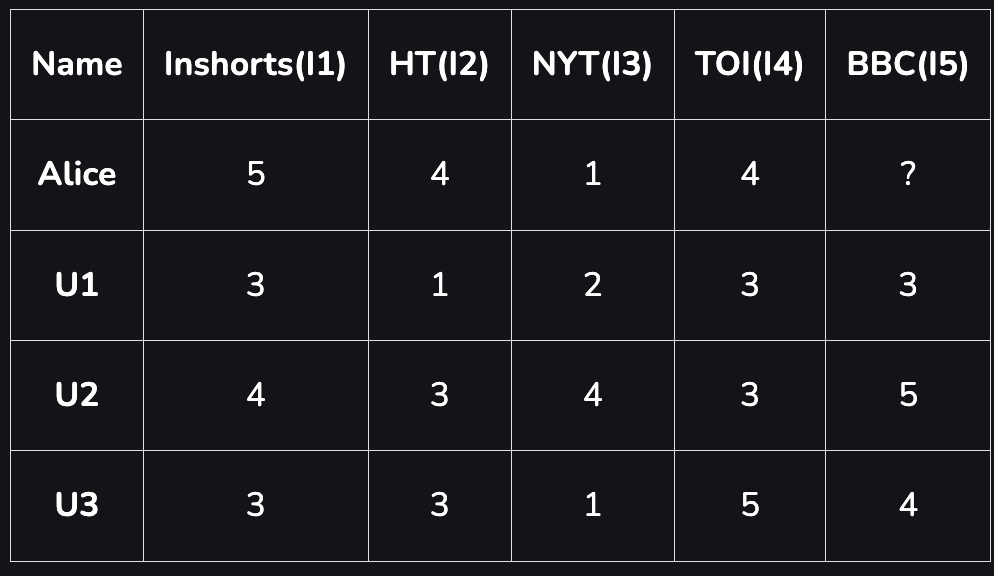 Name Inshorts(I1) HT(I2) NYT(I3) TOI(I4) BBC(I5)
Alice 5 4 1 4 ?
U1 3 1 2 3 3
U2 4 3 4 3 5
U3 3 3 1 5 4